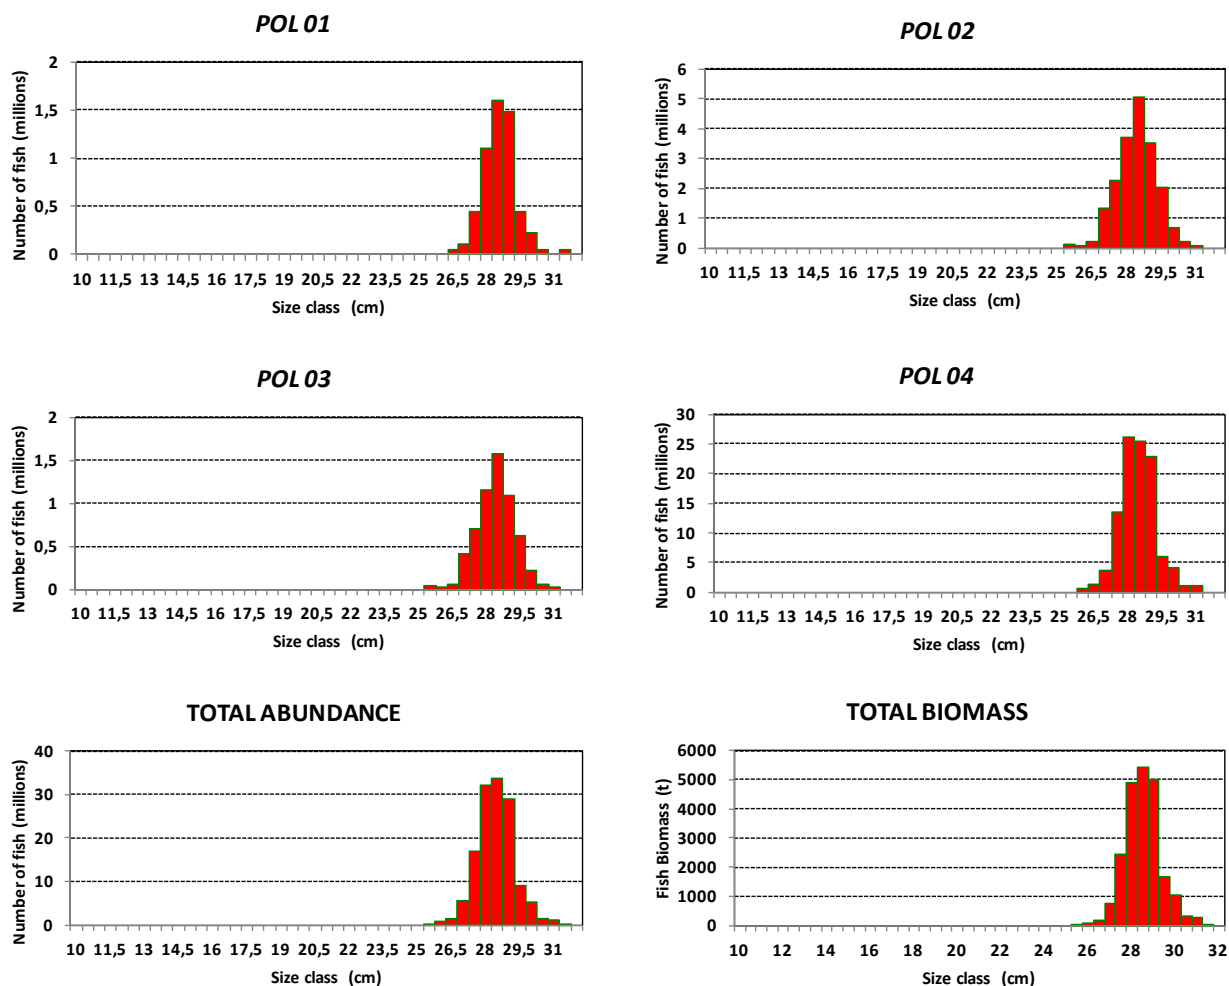 POL 01
2
1,5
1
0,5
0
Number of fish (millions)
10 11,5 13 14,5 16 17,5 19 20,5 22 23,5 25 26,5 28 29,5 31
Size class (cm)
POL 02
6
5
4
3
2
1
0
Number of fish (millions)
10 11,5 13 14,5 16 17,5 19 20,5 22 23,5 25 26,5 28 29,5 31
Size class (cm)
POL 03
2
1,5
1
0,5
0
Number of fish (millions)
10 11,5 13 14,5 16 17,5 19 20,5 22 23,5 25 26,5 28 29,5 31
Size class (cm)
POL 04
30
25
20
15
10
5
0
Number of fish (millions)
10 11,5 13 14,5 16 17,5 19 20,5 22 23,5 25 26,5 28 29,5 31
Size class (cm)
TOTAL ABUNDANCE
40
30
20
10
0
Number of fish (millions)
10 11,5 13 14,5 16 17,5 19 20,5 22 23,5 25 26,5 28 29,5 31
Size class (cm)
TOTAL BIOMASS
6000
5000
4000
3000
2000
1000
0
Fish Biomass (t)
10 12 14 16 18 20 22 24 26 28 30 32
Size class (cm)